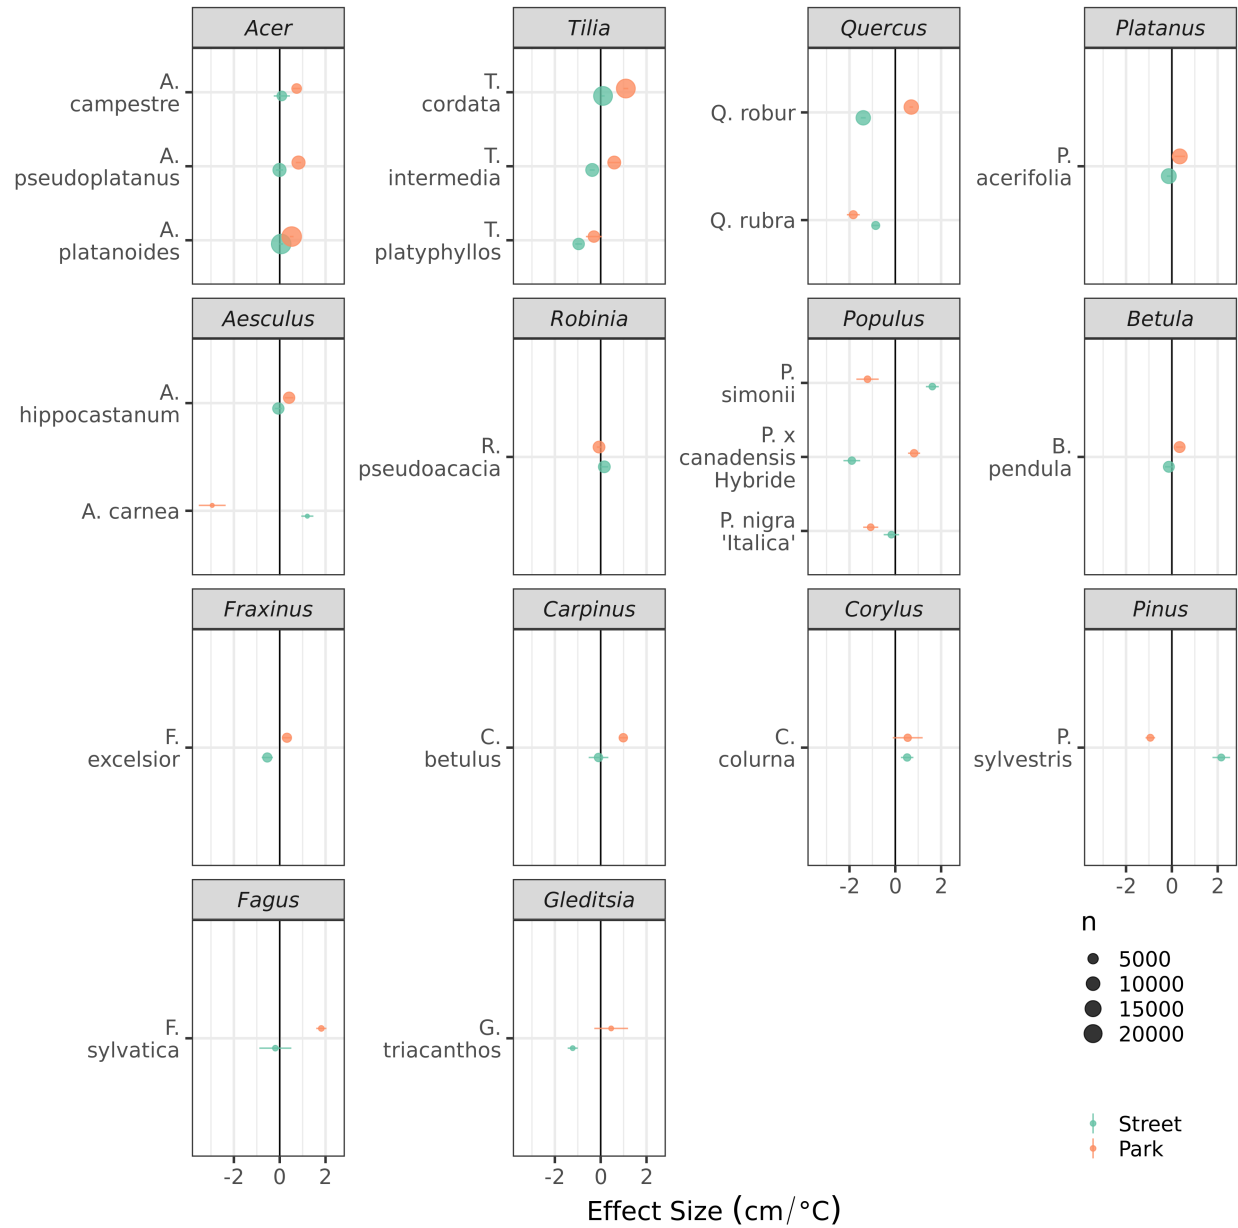 Acer
Tilia
Quercus
Platanus
A.
campestre
A.
pseudoplatanus
A.
platanoides
T.
cordata
T.
intermedia
T.
platyphyllos
Q. robur
Q. rubra
P.
acerifolia
Aesculus
Robinia
Populus
Betula
A.
hippocastanum
A. carnea
R.
pseudoacacia
P.
simonii
P. x
canadensis
Hybride
P. nigra
'Italica'
B.
pendula
Fraxinus
Carpinus
Corylus
Pinus
F.
excelsior
C.
betulus
C.
colurna
P.
sylvestris
-2 0 2
-2 0 2
Fagus
Gleditsia
F.
sylvatica
G.
triacanthos
-2 0 2
-2 0 2
Effect Size (cm/°C)
n
5000
10000
15000
20000
Street
Park